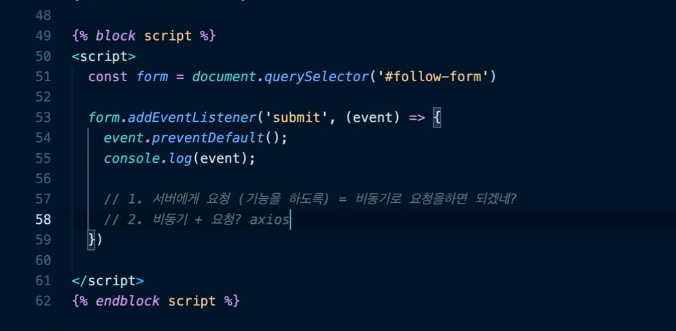 48
49 {% block script %}
50 <script>
51 const form = document.querySelector('#follow-form')
52
53 form.addEventListener('submit', (event) => {
54 event.preventDefault();
55 console.log(event);
56
57 // 1. 서버에게 요청 (기능을 하도록) = 비동기로 요청을하면 되겠네?
58 // 2. 비동기 + 요청? axios
59 })
60
61 </script>
62 {% endblock script %}